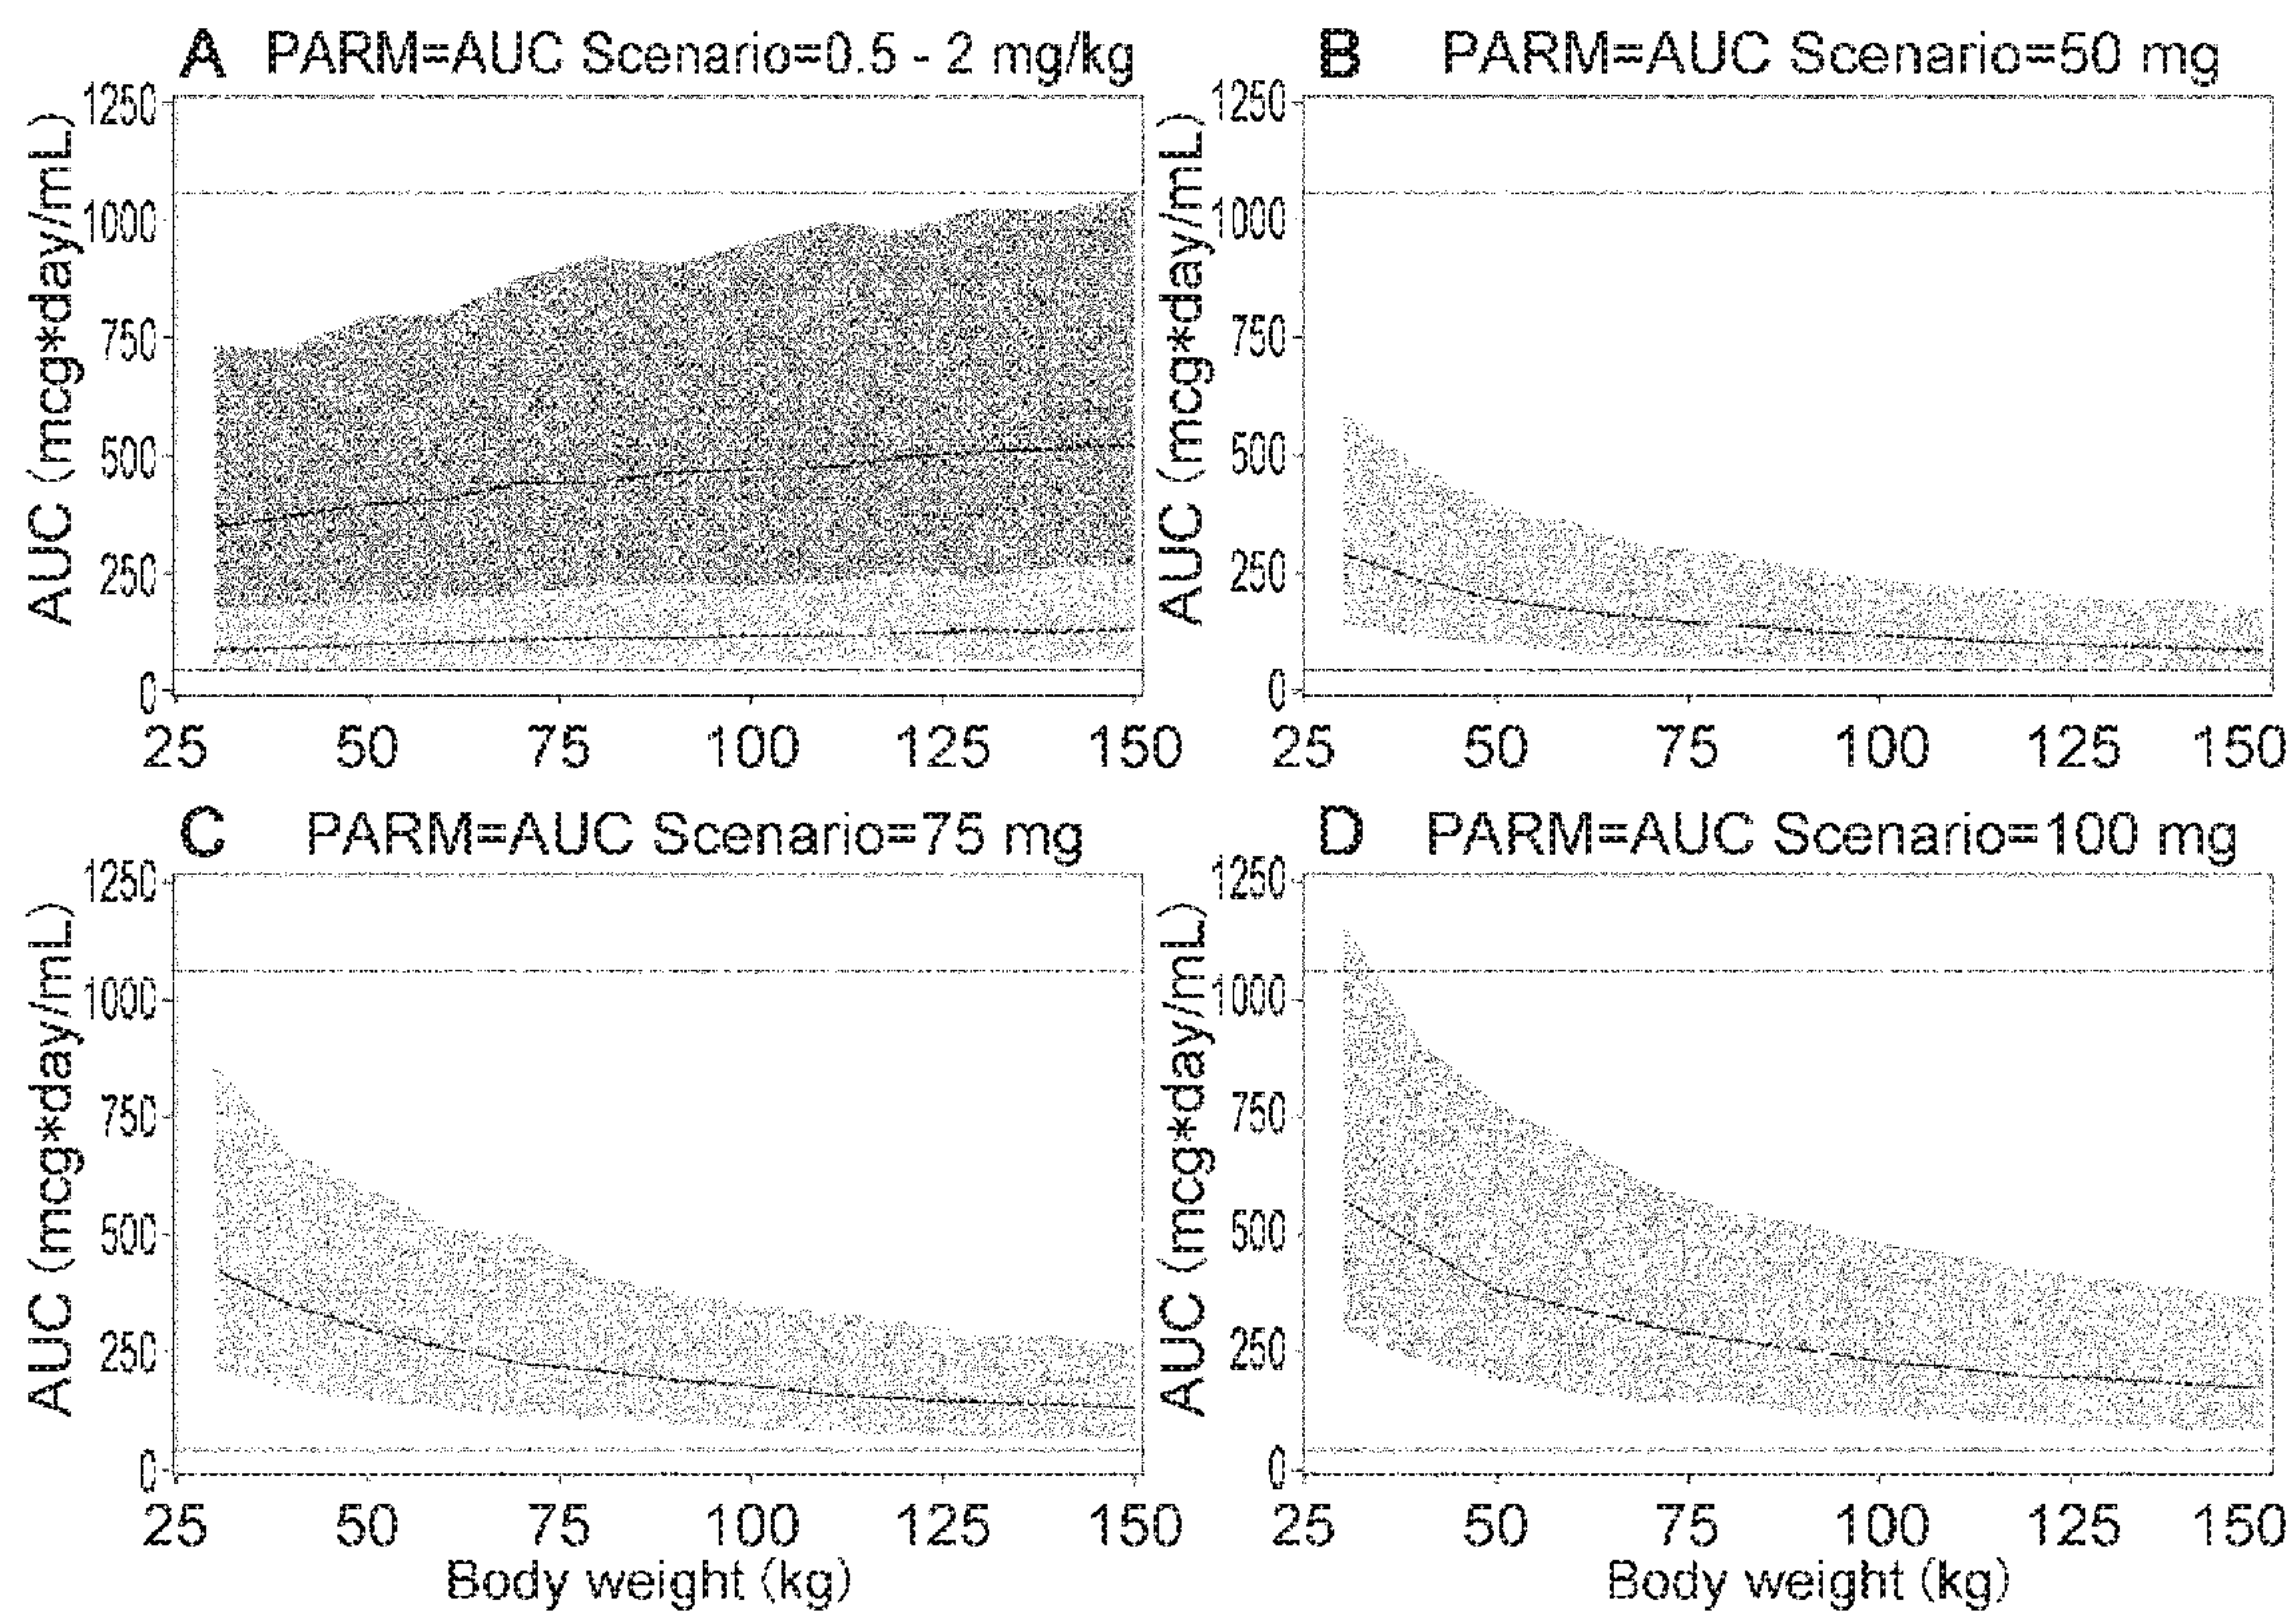 A PARM=AUC Scenario=0.5 - 2 mg/kg
AUC (mcg*day/mL)
1250
1000
750
500
250
0
25 50 75 100 125 150
B PARM=AUC Scenario=50 mg
AUC (mcg*day/mL)
1250
1000
750
500
250
0
25 50 75 100 125 150
C PARM=AUC Scenario=75 mg
AUC (mcg*day/mL)
1250
1000
750
500
250
0
25 50 75 100 125 150
Body weight (kg)
D PARM=AUC Scenario=100 mg
AUC (mcg*day/mL)
1250
1000
750
500
250
0
25 50 75 100 125 150
Body weight (kg)